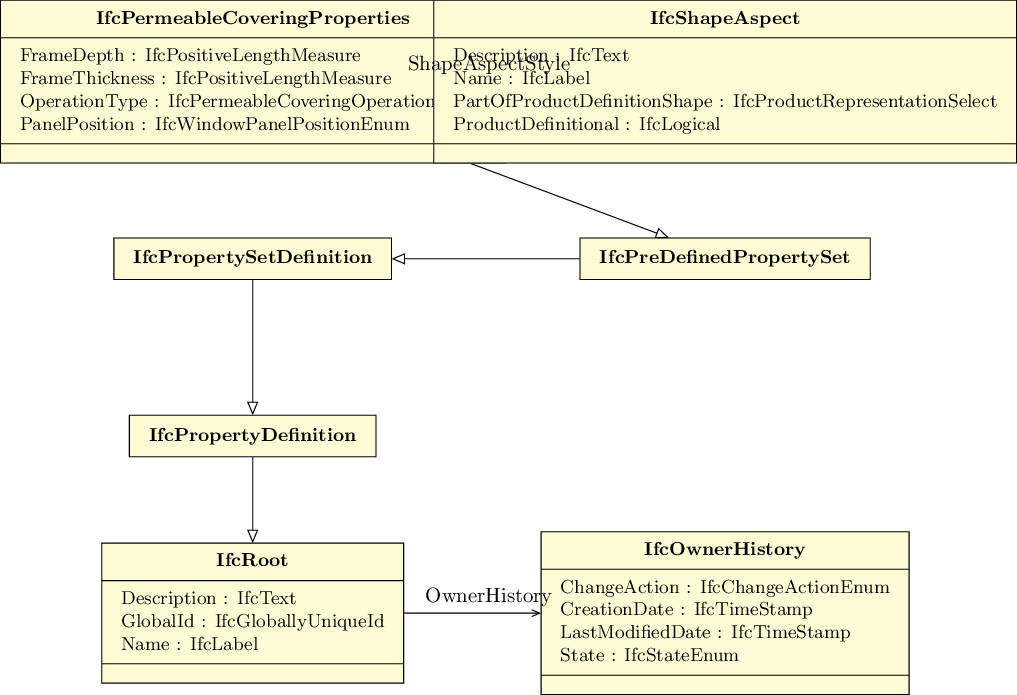 IfcPermeableCoveringProperties
FrameDepth : IfcPositiveLengthMeasure
FrameThickness : IfcPositiveLengthMeasure
OperationType : IfcPermeableCoveringOperation
PanelPosition : IfcWindowPanelPositionEnum
IfcShapeAspect
ShapeAspectStyle
Description : IfcText
Name : IfcLabel
PartOfProductDefinitionShape : IfcProductRepresentationSelect
ProductDefinitional : IfcLogical
IfcPropertySetDefinition
IfcPreDefinedPropertySet
IfcPropertyDefinition
IfcRoot
Description : IfcText
GlobalId : IfcGloballyUniqueId
Name : IfcLabel
OwnerHistory
IfcOwnerHistory
ChangeAction : IfcChangeActionEnum
CreationDate : IfcTimeStamp
LastModifiedDate : IfcTimeStamp
State : IfcStateEnum